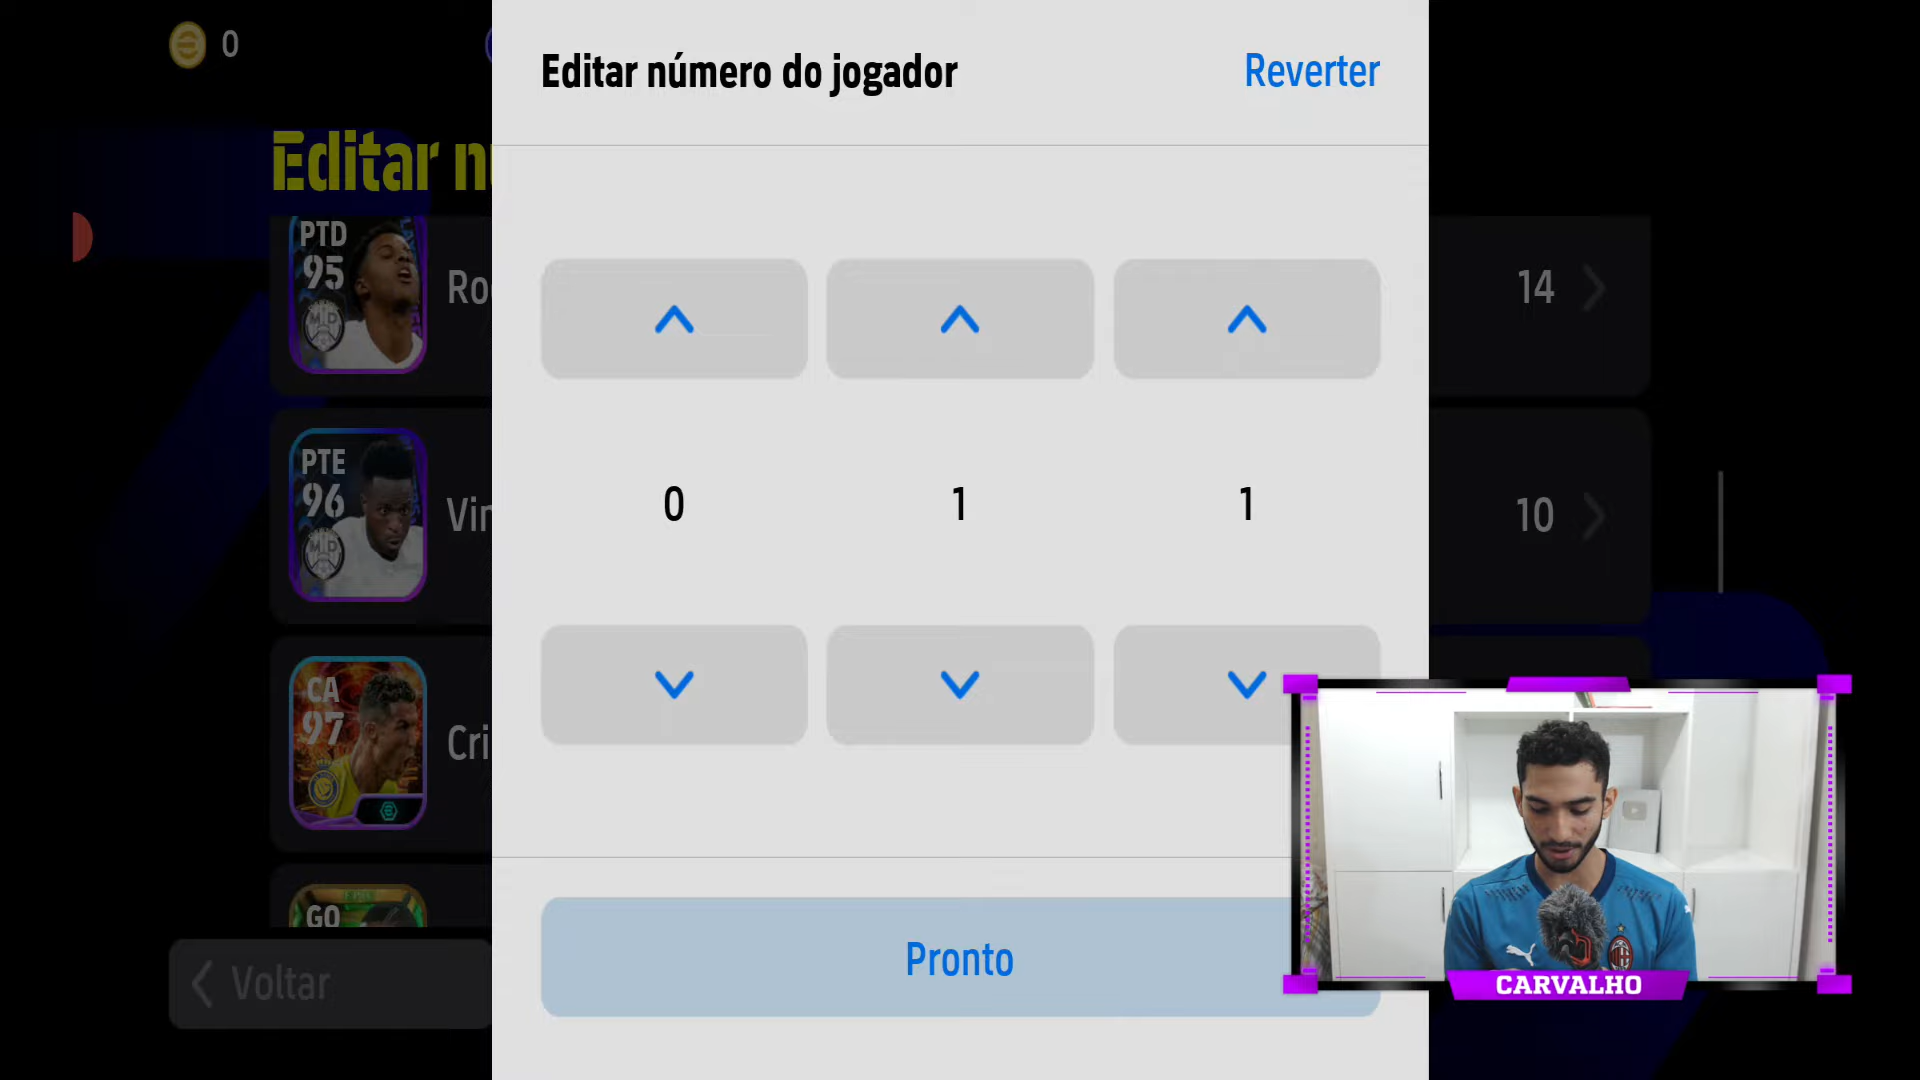 0
Editar número do jogador
Reverter
Editar n
PTD
95
Ro
14
PTE
96
Vin
10
0
1
1
CA
97
Cri
GO
Pronto
Voltar
CARVALHO